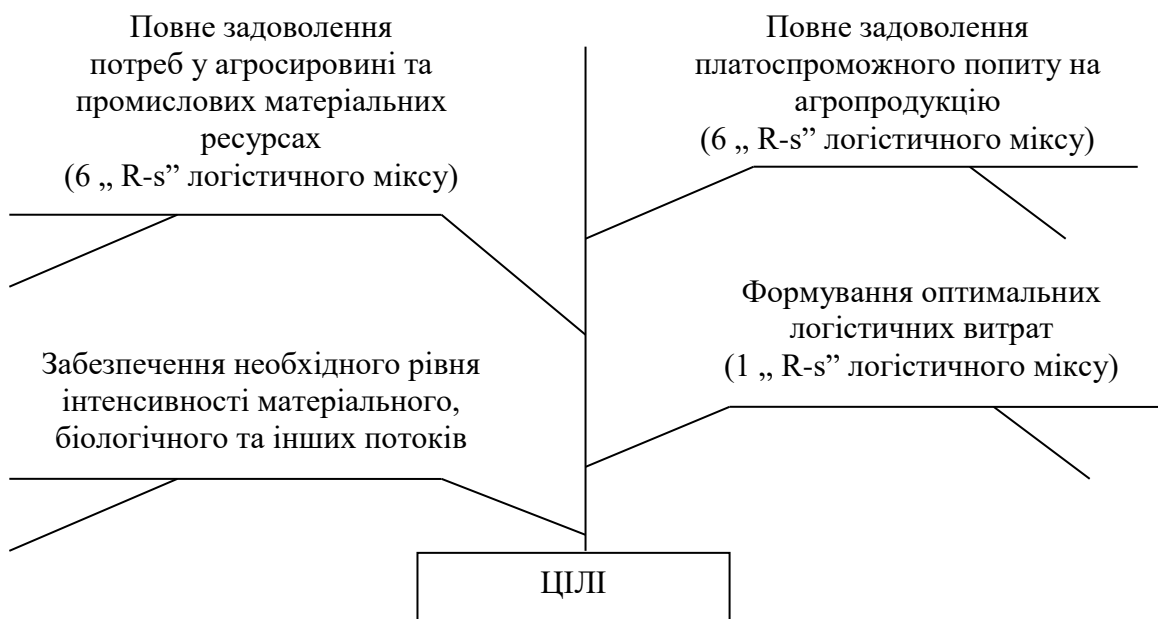 Повне задоволення
потреб у агросировині та
промислових матеріальних
ресурсах
(6 „ R-s” логістичного міксу)
Повне задоволення
платоспроможного попиту на
агропродукцію
(6 „ R-s” логістичного міксу)
Забезпечення необхідного рівня
інтенсивності матеріального,
біологічного та інших потоків
Формування оптимальних
логістичних витрат
(1 „ R-s” логістичного міксу)
ЦІЛІ